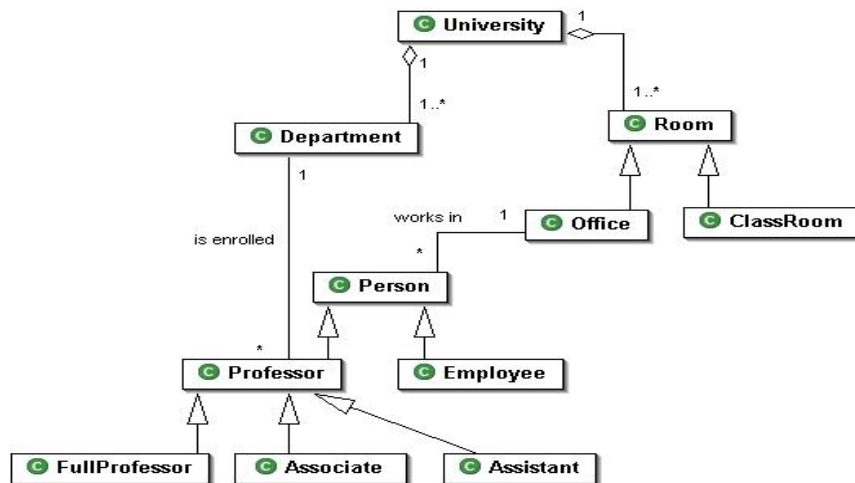 C University
1
1
1..*
1..*
C Department
C Room
1
works in
1
C Office
C ClassRoom
is enrolled
*
C Person
*
C Professor
C Employee
C FullProfessor
C Associate
C Assistant